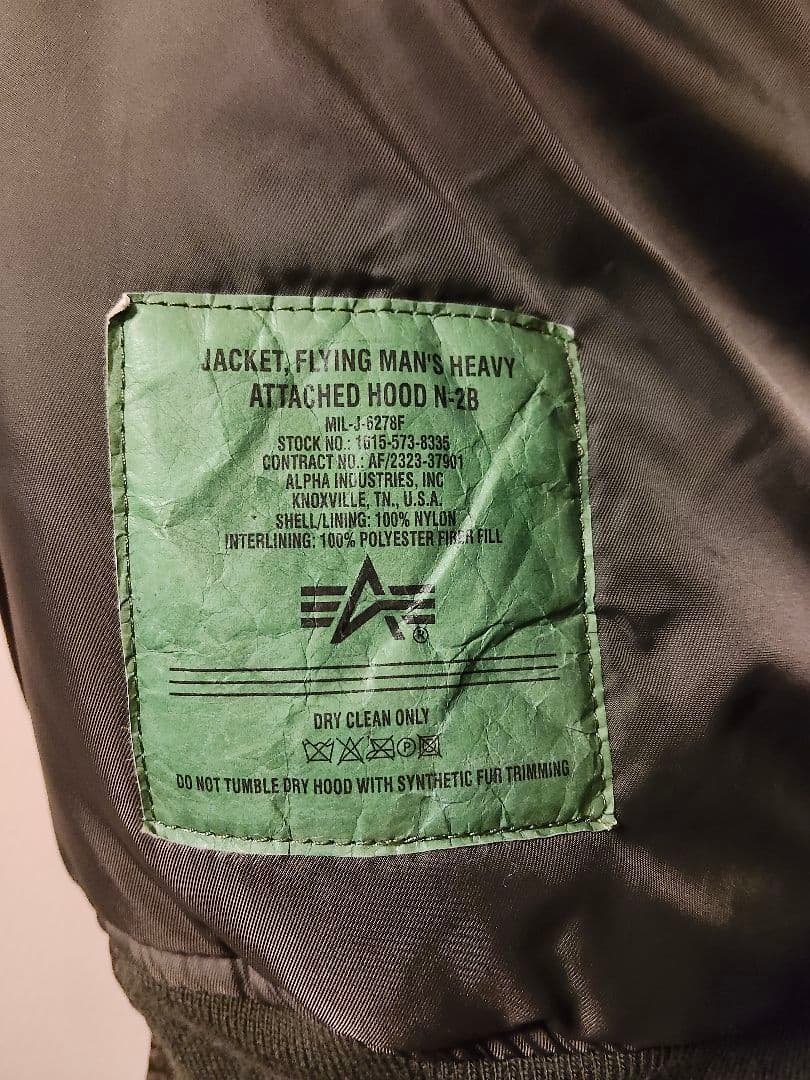 JACKET, FLYING MAN'S HEAVY
ATTACHED HOOD N-2B
MIL-J-6278F
STOCK NO.: 1615-573-8335
CONTRACT NO.: AF/2323-37901
ALPHA INDUSTRIES, INC
KNOXVILLE, TN., U.S.A.
SHELL/LINING: 100% NYLON
INTERLINING: 100% POLYESTER FIBER FILL
®
DRY CLEAN ONLY
P
DO NOT TUMBLE DRY HOOD WITH SYNTHETIC FUR TRIMMING